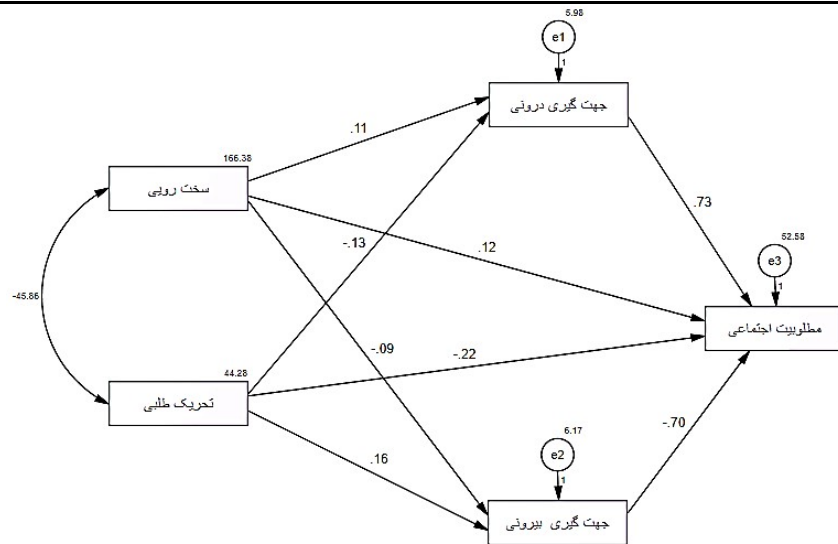 5.98
e1
1
جهت گیری درونی
.11
166.38
سخت رویی
.73
-.13
.12
52.58
e3
1
-45.86
مطلوبیت اجتماعی
-.09
-.22
44.28
تحریک طلبی
-.70
.16
6.17
e2
1
جهت گیری بیرونی